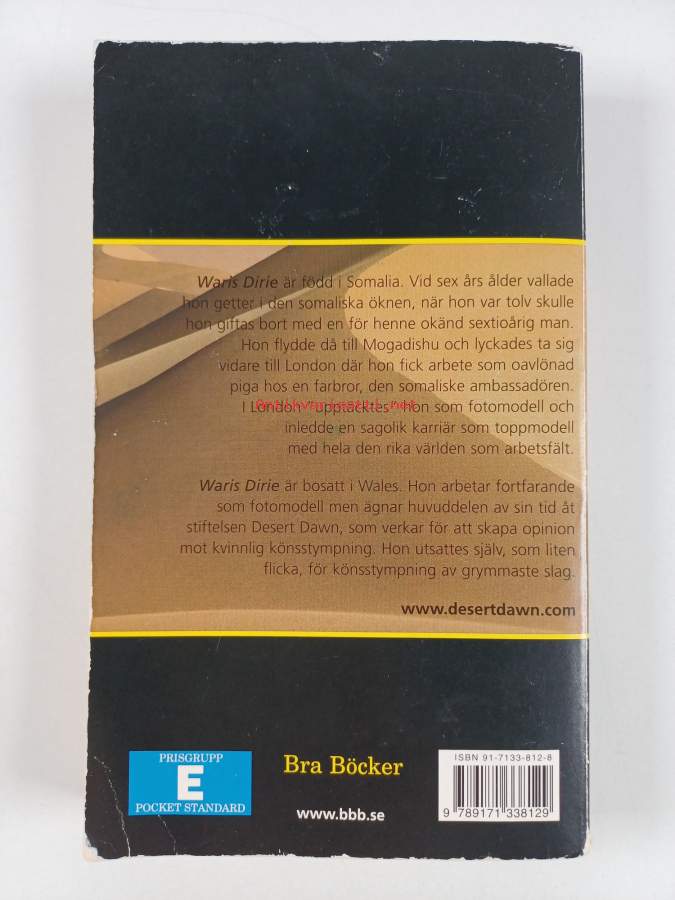 Waris Dirie är född i Somalia. Vid sex års ålder vallade
hon getter i den somaliska öknen, när hon var tolv skulle
hon giftas bort med en för henne okänd sextioårig man.
Hon flydde då till Mogadishu och lyckades ta sig
vidare till London där hon fick arbete som oavlönad
piga hos en farbror, den somaliske ambassadören.
I London "upptäcktes" hon som fotomodell och
inledde en sagolik karriär som toppmodell
med hela den rika världen som arbetsfält.
Waris Dirie är bosatt i Wales. Hon arbetar fortfarande
som fotomodell men ägnar huvuddelen av sin tid åt
stiftelsen Desert Dawn, som verkar för att skapa opinion
mot kvinnlig könsstympning. Hon utsattes själv, som liten
flicka, för könsstympning av grymmaste slag.
www.desertdawn.com
PRISGRUPP
E
POCKET STANDARD
Bra Böcker
www.bbb.se
ISBN 91-7133-812-8
9 789171 338129